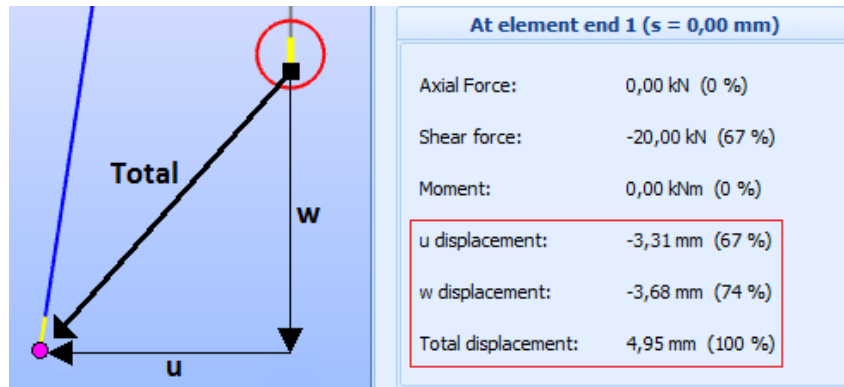 Total
w
u
At element end 1 (s = 0,00 mm)
Axial Force: 0,00 kN (0 %)
Shear force: -20,00 kN (67 %)
Moment: 0,00 kNm (0 %)
u displacement: -3,31 mm (67 %)
w displacement: -3,68 mm (74 %)
Total displacement: 4,95 mm (100 %)